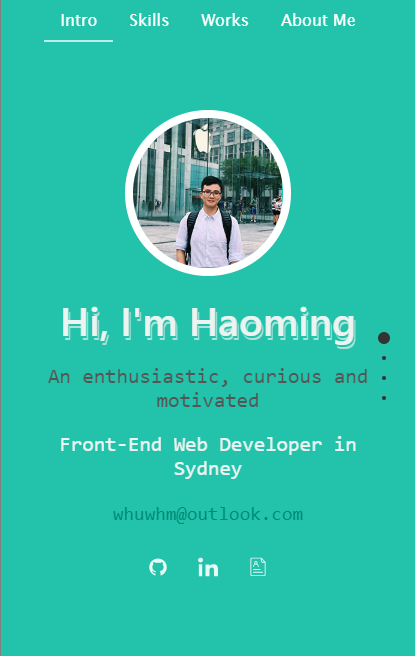 Intro Skills Works About Me
Hi, I'm Haoming
An enthusiastic, curious and
motivated
Front-End Web Developer in
Sydney
whuwhm@outlook.com
in